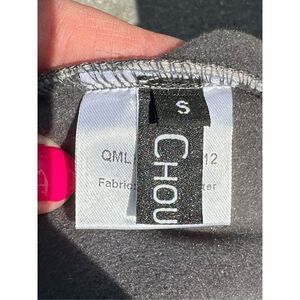 S
CHOU
QML 12
Fabric ter